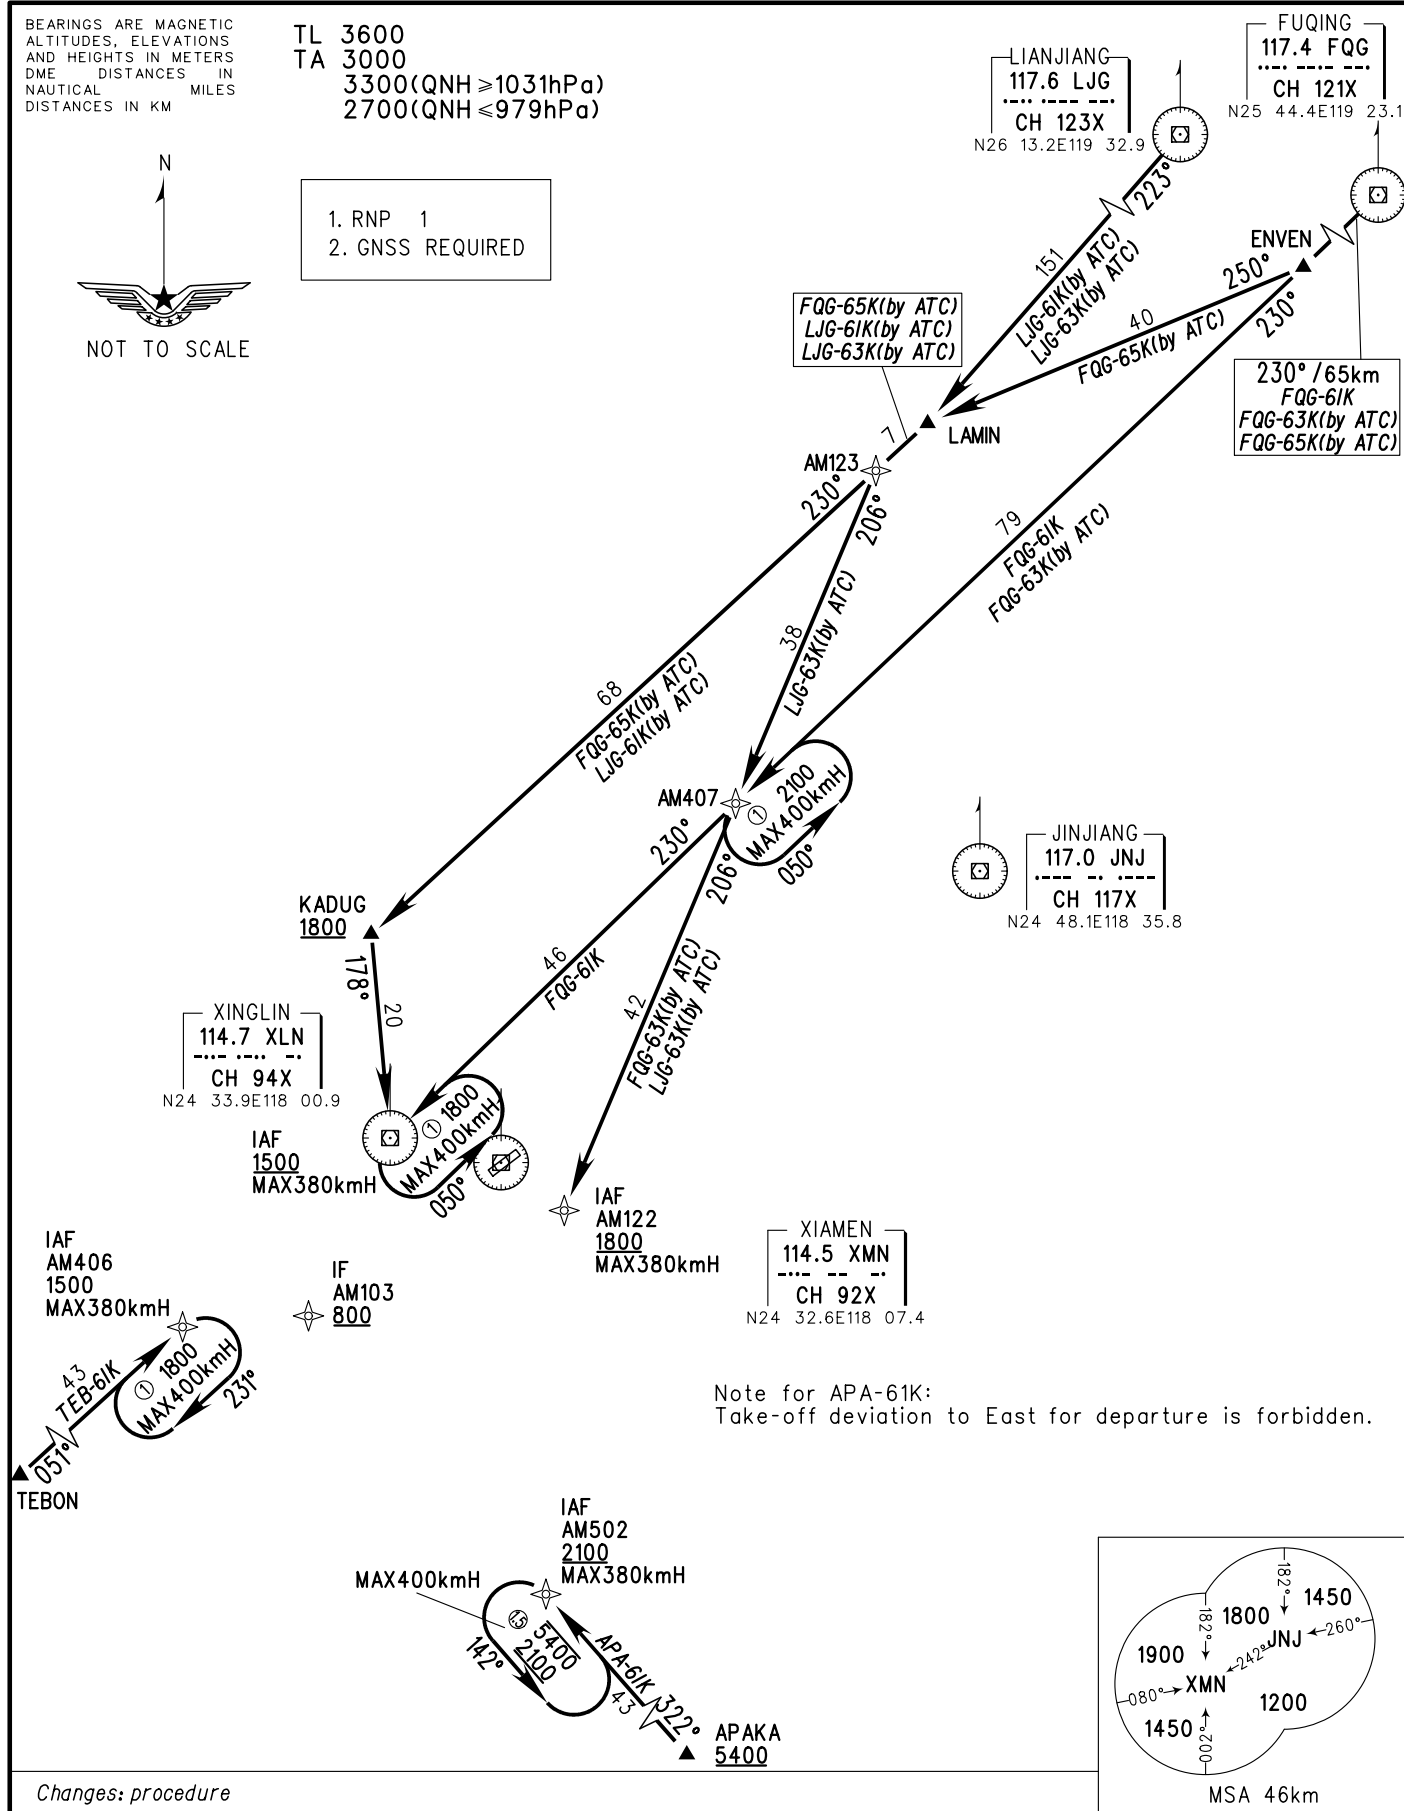 BEARINGS ARE MAGNETIC
ALTITUDES, ELEVATIONS
AND HEIGHTS IN METERS
DME DISTANCES IN
NAUTICAL MILES
DISTANCES IN KM
TL 3600
TA 3000
3300(QNH ≥1031hPa)
2700(QNH ≤979hPa)
N
NOT TO SCALE
1. RNP 1
2. GNSS REQUIRED
LIANJIANG
117.6 LJG
CH 123X
N26 13.2E119 32.9
FUQING
117.4 FQG
CH 121X
N25 44.4E119 23.1
223°
151
LJG-61K(by ATC)
LJG-63K(by ATC)
ENVEN
250°
230°
40
FQG-65K(by ATC)
FQG-65K(by ATC)
LJG-61K(by ATC)
LJG-63K(by ATC)
230°/65km
FQG-61K
FQG-63K(by ATC)
FQG-65K(by ATC)
LAMIN
7
AM123
230°
206°
79
FQG-61K
FQG-63K(by ATC)
38
LJG-63K(by ATC)
68
FQG-65K(by ATC)
LJG-61K(by ATC)
AM407
1
2100
MAX400kmH
050°
230°
206°
JINJIANG
117.0 JNJ
CH 117X
N24 48.1E118 35.8
KADUG
1800
178°
20
46
FQG-61K
42
FQG-63K(by ATC)
LJG-63K(by ATC)
XINGLIN
114.7 XLN
CH 94X
N24 33.9E118 00.9
IAF
1500
MAX380kmH
1
1800
MAX400kmH
050°
IAF
AM122
1800
MAX380kmH
XIAMEN
114.5 XMN
CH 92X
N24 32.6E118 07.4
IAF
AM406
1500
MAX380kmH
IF
AM103
800
43
TEB-61K
051°
TEBON
1
1800
MAX400kmH
231°
Note for APA-61K:
Take-off deviation to East for departure is forbidden.
IAF
AM502
2100
MAX380kmH
MAX400kmH
1.5
5400
2100
142°
APA-61K
43
322°
APAKA
5400
182°
1450
182°
1800
JNJ
260°
1900
242°
XMN
080°
1200
1450
002°
MSA 46km
Changes: procedure